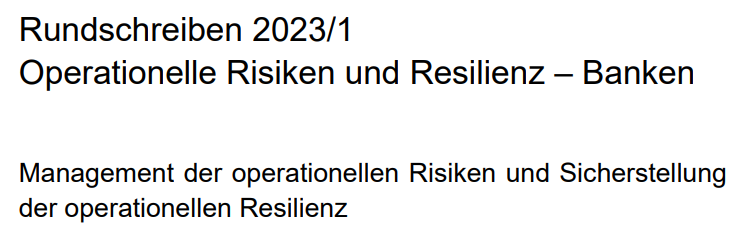 Rundschreiben 2023/1
Operationelle Risiken und Resilienz – Banken
Management der operationellen Risiken und Sicherstellung
der operationellen Resilienz